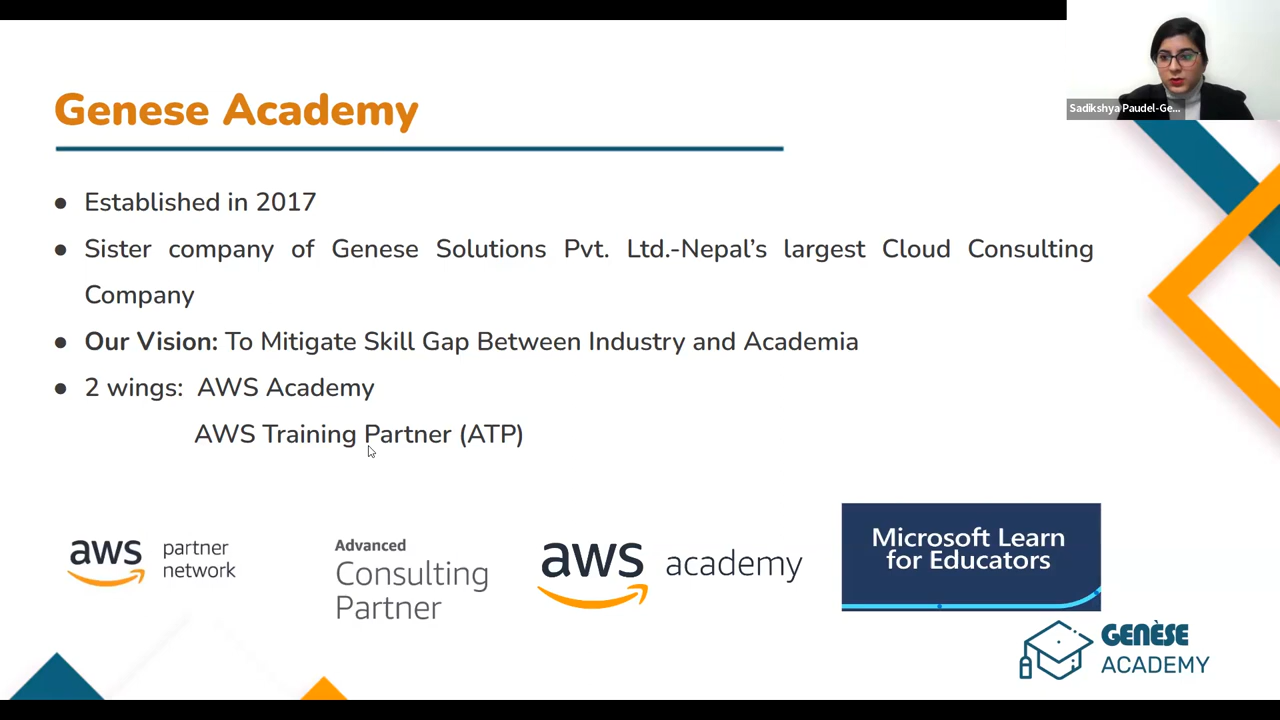 Sadikshya Paudel-Ge...
Genese Academy
● Established in 2017
● Sister company of Genese Solutions Pvt. Ltd.-Nepal’s largest Cloud Consulting
Company
● Our Vision: To Mitigate Skill Gap Between Industry and Academia
● 2 wings: AWS Academy
AWS Training Partner (ATP)
aws partner
network
Advanced
Consulting
Partner
aws academy
Microsoft Learn
for Educators
GENÈSE
ACADEMY